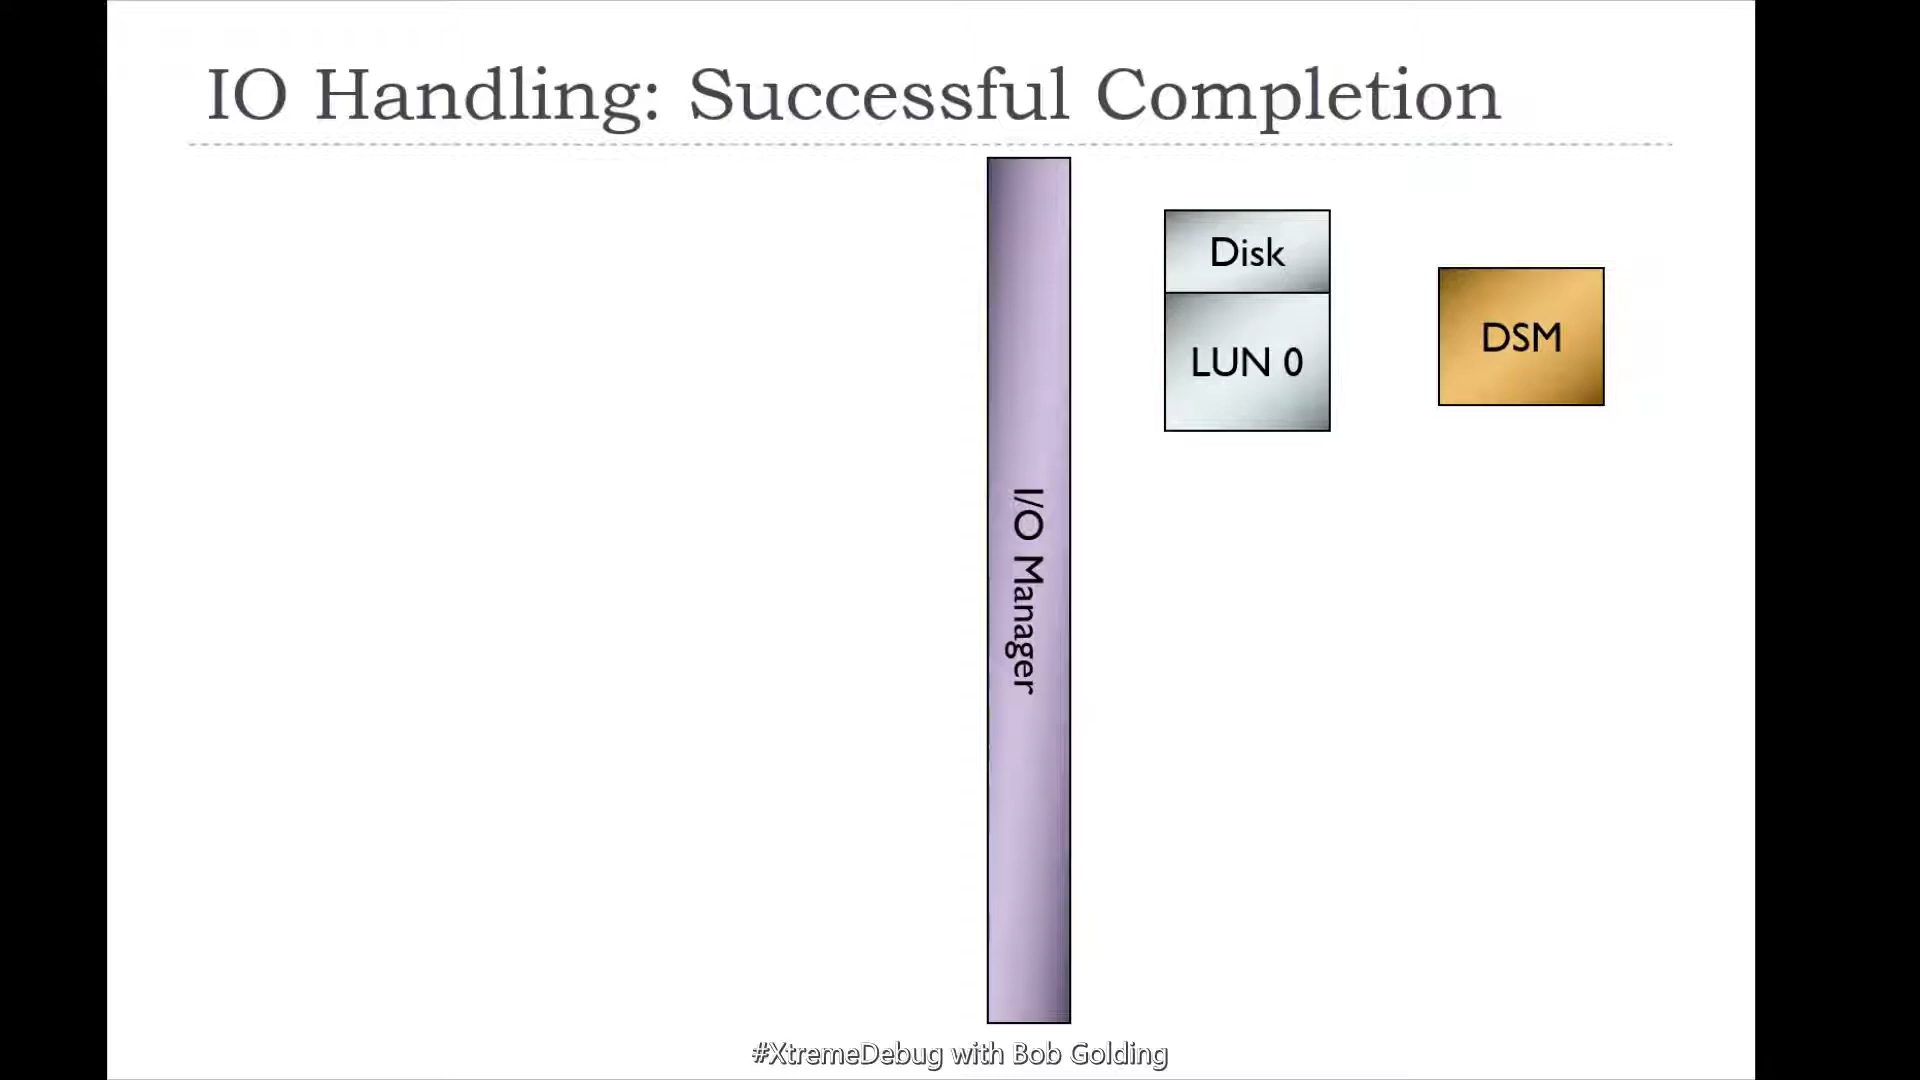 IO Handling: Successful Completion
Disk
LUN 0
DSM
I/O Manager
#XtremeDebug with Bob Golding